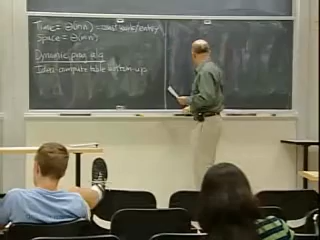 Time = Θ(mn) = const work/entry
Space = Θ(mn)
Dynamic prog alg
Idea: compute table bottom-up